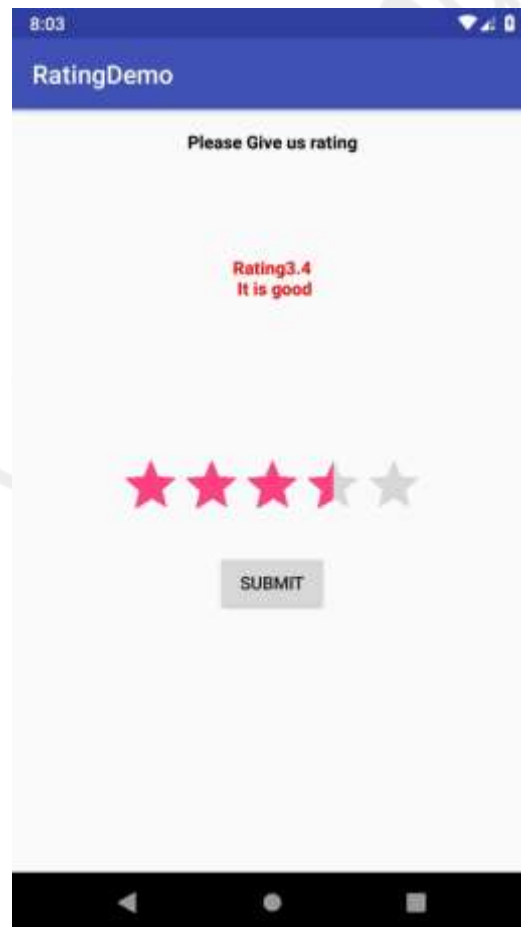 8:03
RatingDemo
Please Give us rating
Rating3.4
It is good
SUBMIT